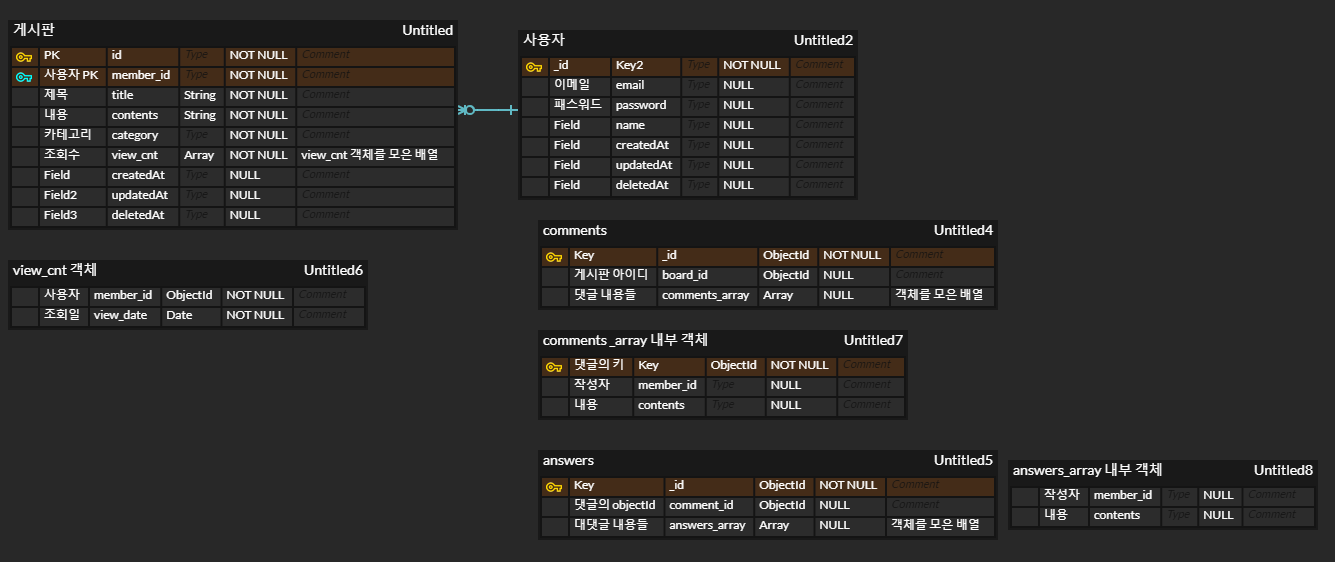 게시판 Untitled
PK id Type NOT NULL Comment
사용자 PK member_id Type NOT NULL Comment
제목 title String NOT NULL Comment
내용 contents String NOT NULL Comment
카테고리 category Type NOT NULL Comment
조회수 view_cnt Array NOT NULL view_cnt 객체를 모은 배열
Field createdAt Type NULL Comment
Field2 updatedAt Type NULL Comment
Field3 deletedAt Type NULL Comment
사용자 Untitled2
_id Key2 Type NOT NULL Comment
이메일 email Type NULL Comment
패스워드 password Type NULL Comment
Field name Type NULL Comment
Field createdAt Type NULL Comment
Field updatedAt Type NULL Comment
Field deletedAt Type NULL Comment
view_cnt 객체 Untitled6
사용자 member_id ObjectId NOT NULL Comment
조회일 view_date Date NOT NULL Comment
comments Untitled4
Key _id ObjectId NOT NULL Comment
게시판 아이디 board_id ObjectId NULL Comment
댓글 내용들 comments_array Array NULL 객체를 모은 배열
comments _array 내부 객체 Untitled7
댓글의 키 Key ObjectId NOT NULL Comment
작성자 member_id Type NULL Comment
내용 contents Type NULL Comment
answers Untitled5
Key _id ObjectId NOT NULL Comment
댓글의 objectId comment_id ObjectId NULL Comment
대댓글 내용들 answers_array Array NULL 객체를 모은 배열
answers_array 내부 객체 Untitled8
작성자 member_id Type NULL Comment
내용 contents Type NULL Comment